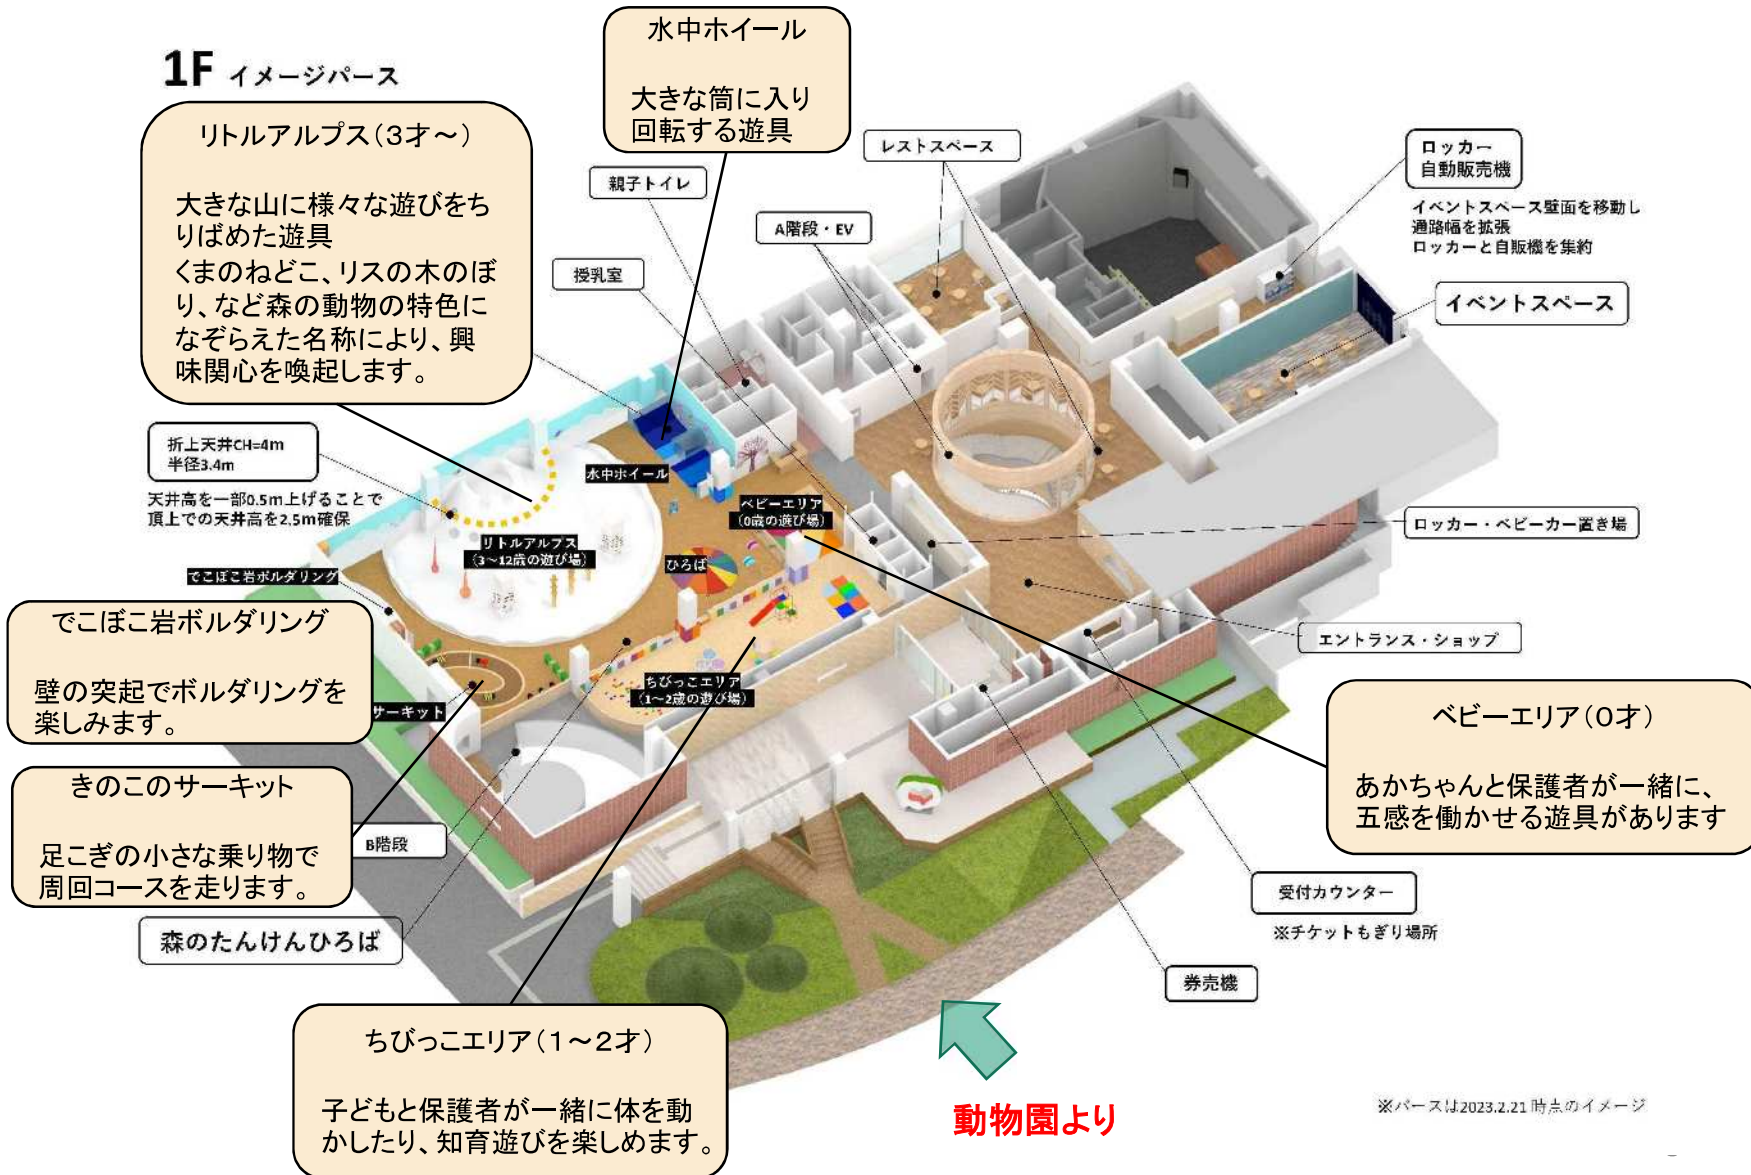 1F イメージパース
水中ホイール
大きな筒に入り
回転する遊具
リトルアルプス(3才～)
大きな山に様々な遊びをち
りばめた遊具
くまのねどこ、リスの木のぼ
り、など森の動物の特色に
なぞらえた名称により、興
味関心を喚起します。
親子トイレ
レストスペース
ロッカー
自動販売機
イベントスペース壁面を移動し
通路幅を拡張
ロッカーと自販機を集約
A階段・EV
授乳室
イベントスペース
折上天井CH=4m
半径3.4m
天井高を一部0.5m上げることで
頂上での天井高を2.5m確保
水中ホイール
ベビーエリア
(0歳の遊び場)
リトルアルプス
(3～12歳の遊び場)
ひろば
ロッカー・ベビーカー置き場
でこぼこ岩ボルダリング
でこぼこ岩ボルダリング
壁の突起でボルダリングを
楽しみます。
エントランス・ショップ
ちびっこエリア
(1～2歳の遊び場)
サーキット
ベビーエリア(0才)
あかちゃんと保護者が一緒に、
五感を働かせる遊具があります
きのこのサーキット
足こぎの小さな乗り物で
周回コースを走ります。
B階段
受付カウンター
※チケットもぎり場所
森のたんけんひろば
券売機
ちびっこエリア(1～2才)
子どもと保護者が一緒に体を動
かしたり、知育遊びを楽しめます。
動物園より
※パースは2023.2.21時点のイメージ